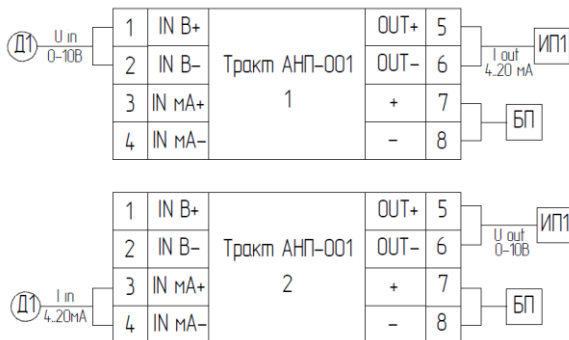 1 IN В+ OUT+ 5
Д1 U in 0-10В ИП1
2 IN В- Тракт АНП-001 OUT- 6 I out
4..20 мА
3 IN мА+ 1 + 7
БП
4 IN мА- - 8
1 IN В+ OUT+ 5
U out ИП1
2 IN В- Тракт АНП-001 OUT- 6 0-10В
3 IN мА+ 2 + 7
Д1 I in 4..20мА БП
4 IN мА- - 8